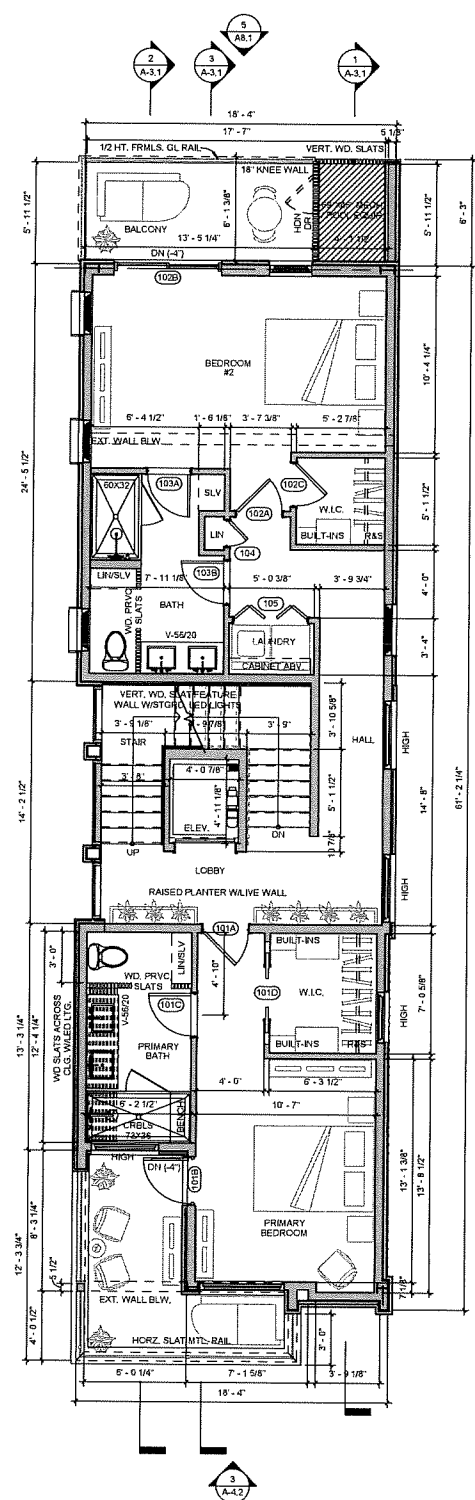 5
A8.1
2
A-3.1
3
A-3.1
1
A-3.1
18' - 4"
17' - 7"
1/2 HT. FRMLS. GL RAIL
VERT. WD. SLATS
18" KNEE WALL
5' - 11 1/2"
6' - 1 3/8"
BALCONY
HDN DR
13' - 5 1/4"
4' - 1 1/2"
5' - 11 1/2"
6' - 3"
DN (-4")
102B
BEDROOM
#2
10' - 4 1/4"
6' - 4 1/2"
3' - 7 3/8"
5' - 2 7/8"
EXT. WALL BLW.
24' - 5 1/2"
60X32
103A
SLV
102A
102C
W.I.C.
BUILT-INS
R&S
5' - 1 1/2"
LIN
104
LIN/SLV
7' - 11 1/8"
103B
5' - 0 3/8"
3' - 9 3/4"
4' - 0"
WD. PRVC
SLATS
BATH
105
V-56/20
LAUNDRY
CABINET ABV.
3' - 4"
VERT. WD. SLAT FEATURE
WALL W/STGRD. LED LIGHTS
3' - 9 1/8"
3' - 9"
3' - 10 5/8"
STAIR
HALL
HIGH
61' - 2 1/4"
4' - 0 7/8"
4' - 11 1/8"
5' - 1 1/2"
14' - 2 1/2"
14' - 8"
ELEV.
UP
DN
10 7/8"
LOBBY
RAISED PLANTER W/LIVE WALL
HIGH
101A
3' - 0"
LIN/SLV
BUILT-INS
WD. PRVC
SLATS
4' - 10"
101D
W.I.C.
V-56/20
101C
HIGH
7' - 0 5/8"
WD SLATS ACROSS
CLG. W/LED LTG.
13' - 3 1/4"
12' - 4 1/4"
PRIMARY
BATH
BUILT-INS
R&S
4' - 0"
6' - 3 1/2"
6' - 2 1/2"
10' - 7"
CRBLS
72X36
BENCH
HIGH
DN (-4")
101B
PRIMARY
BEDROOM
13' - 1 3/8"
13' - 8 1/2"
12' - 3 3/4"
8' - 3 1/4"
5 1/2"
EXT. WALL BLW.
7 1/8"
4' - 0 1/2"
HORZ. SLAT MTL. RAIL
3' - 0"
7' - 1 5/8"
3' - 9 1/8"
18' - 4"
3
A-4.2